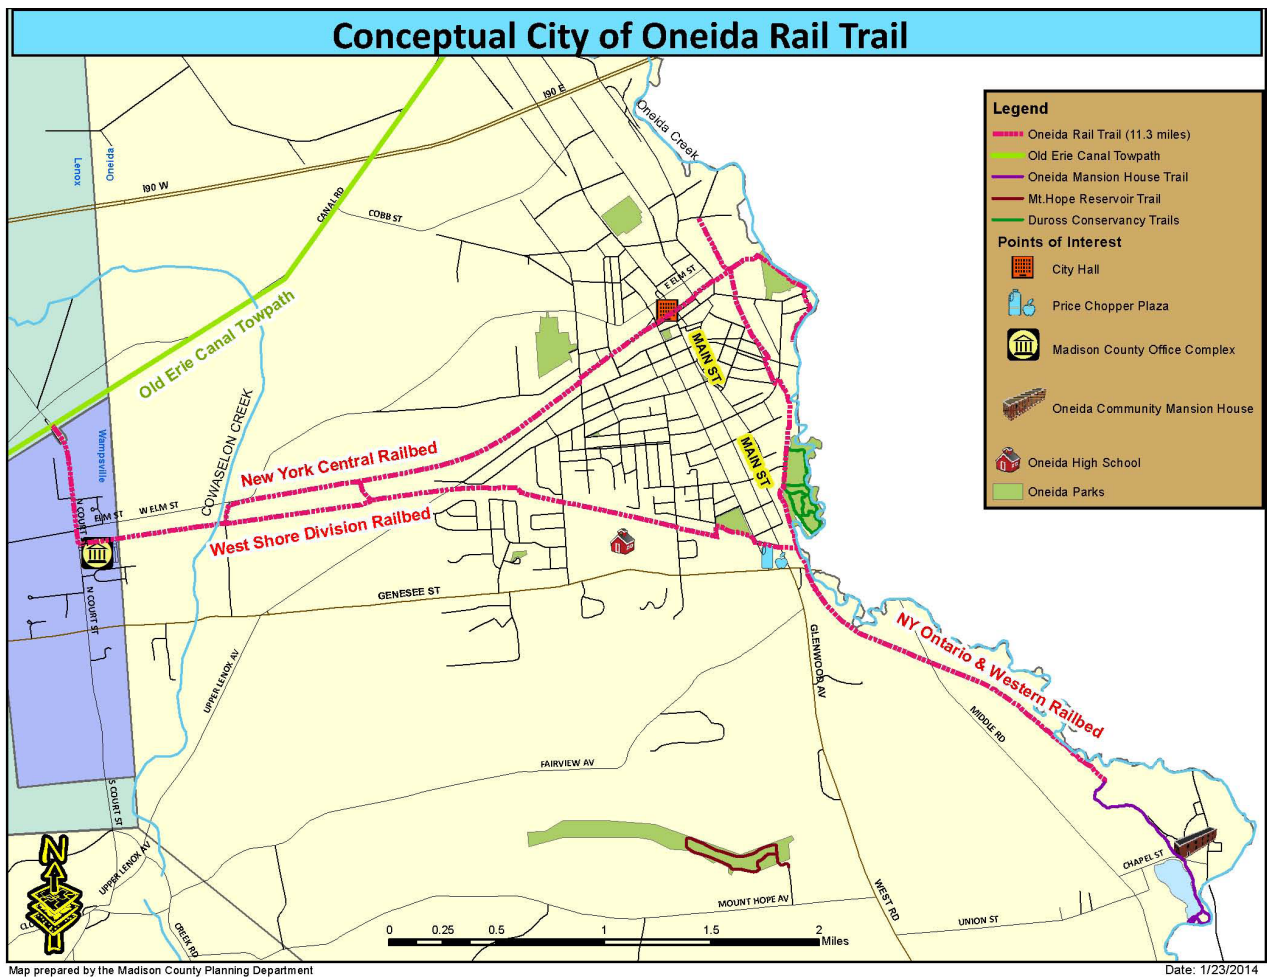 Conceptual City of Oneida Rail Trail
Legend
Oneida Rail Trail (11.3 miles)
Old Erie Canal Towpath
Oneida Mansion House Trail
Mt.Hope Reservoir Trail
Duross Conservancy Trails
Points of Interest
City Hall
Price Chopper Plaza
Madison County Office Complex
Oneida Community Mansion House
Oneida High School
Oneida Parks
I90 E
Oneida Creek
Lenox
Oneida
I90 W
CANAL RD
COBB ST
E ELM ST
Old Erie Canal Towpath
MAIN ST
COWASELON CREEK
Wampsville
New York Central Railbed
MAIN ST
N COURT ST
ELM ST
W ELM ST
West Shore Division Railbed
GENESEE ST
N COURT ST
UPPER LENOX AV
GLENWOOD AV
NY Ontario & Western Railbed
MIDDLE RD
FAIRVIEW AV
S COURT ST
UPPER LENOX AV
CHAPEL ST
MOUNT HOPE AV
WEST RD
UNION ST
CREEK RD
N
0 0.25 0.5 1 1.5 2
Miles
Map prepared by the Madison County Planning Department
Date: 1/23/2014